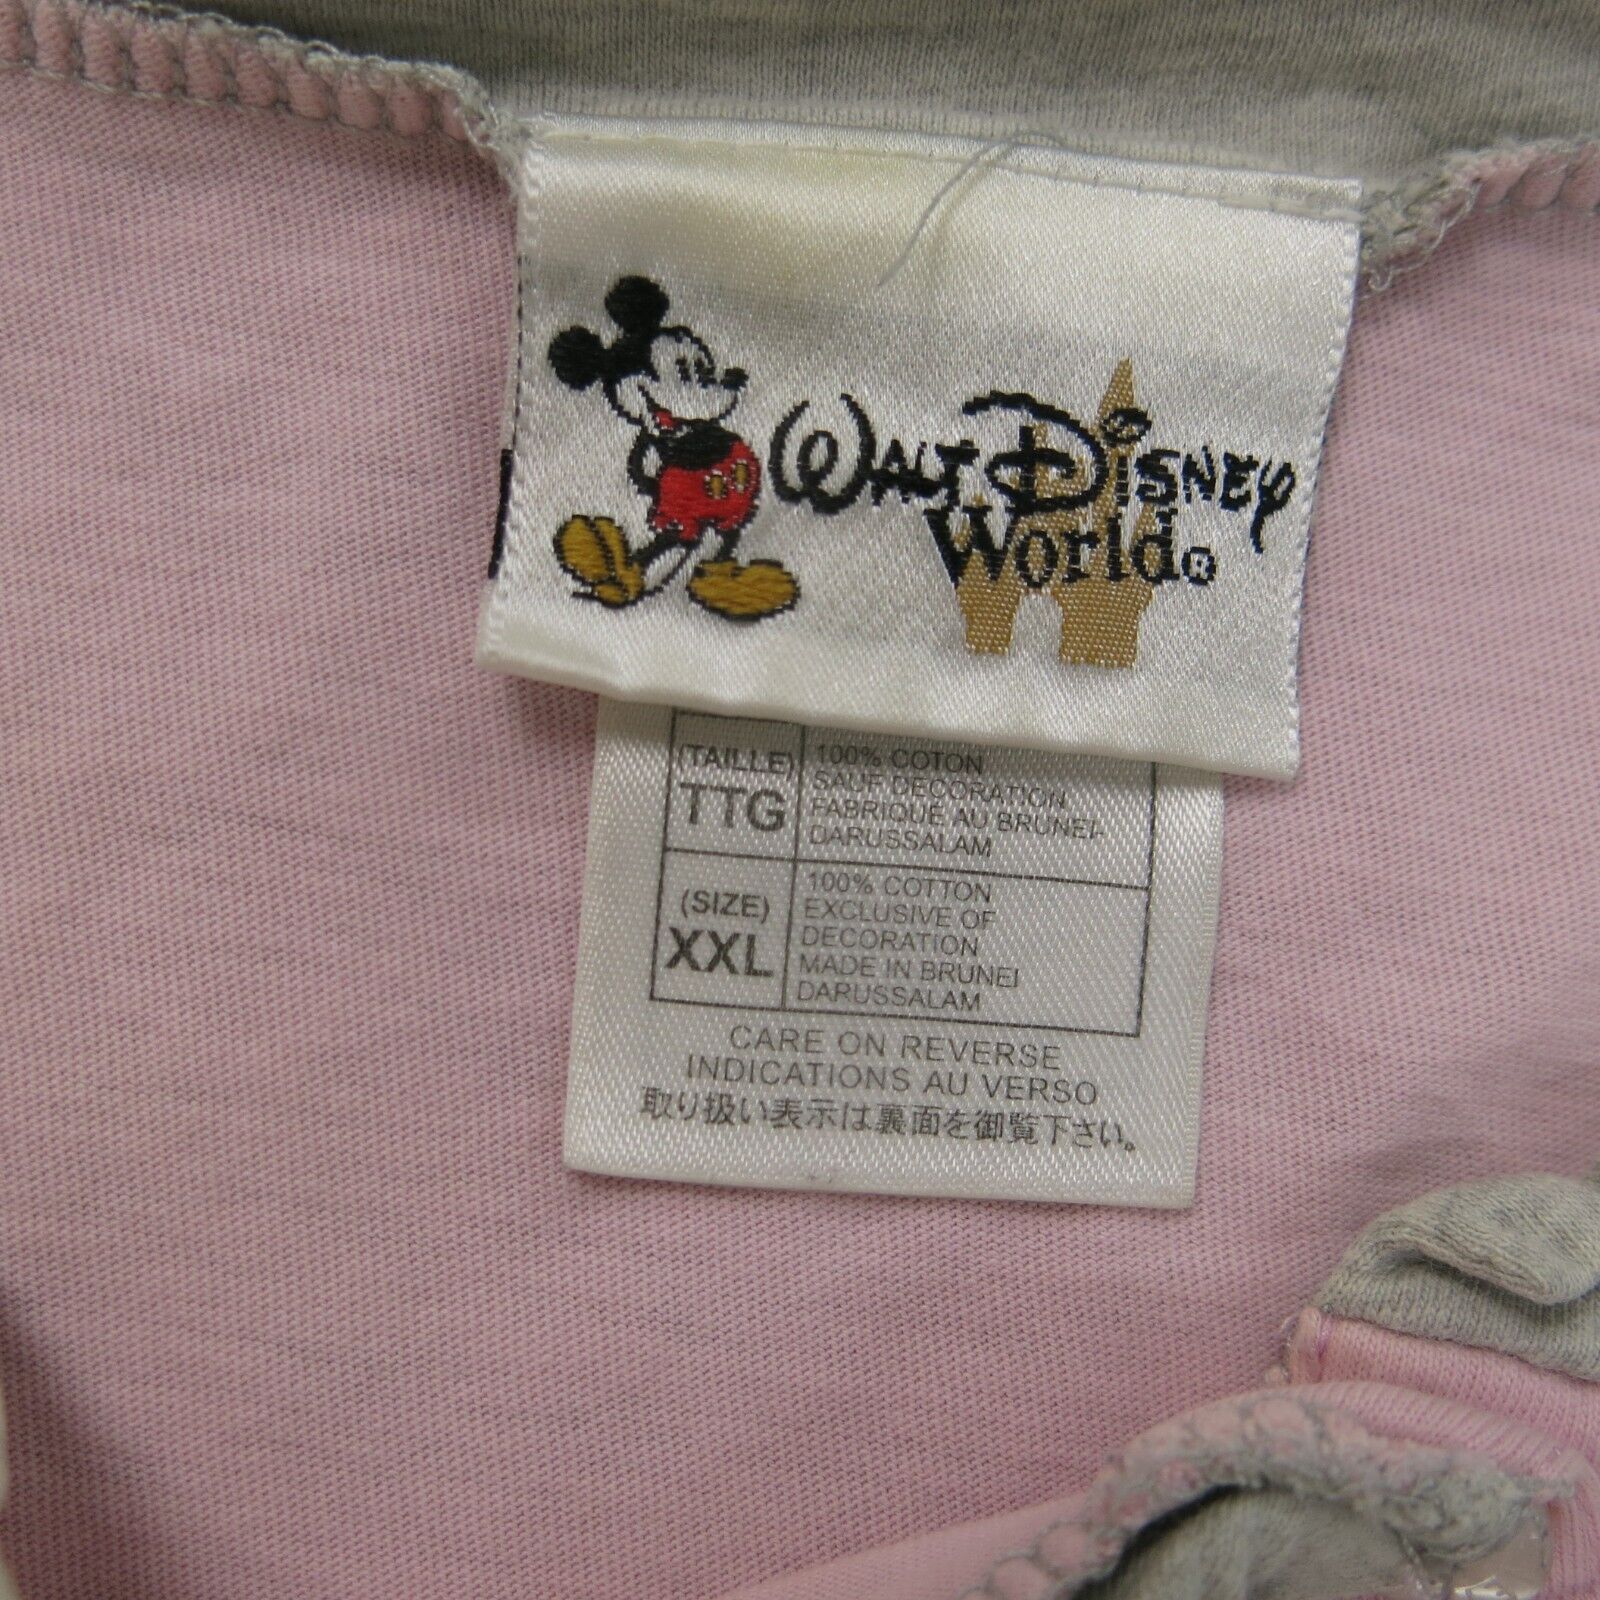 WALT DISNEY
World®
(TAILLE)
TTG
100% COTON
SAUF DECORATION
FABRIQUE AU BRUNEI-
DARUSSALAM
(SIZE)
XXL
100% COTTON
EXCLUSIVE OF
DECORATION
MADE IN BRUNEI
DARUSSALAM
CARE ON REVERSE
INDICATIONS AU VERSO
取り扱い表示は裏面を御覧下さい。